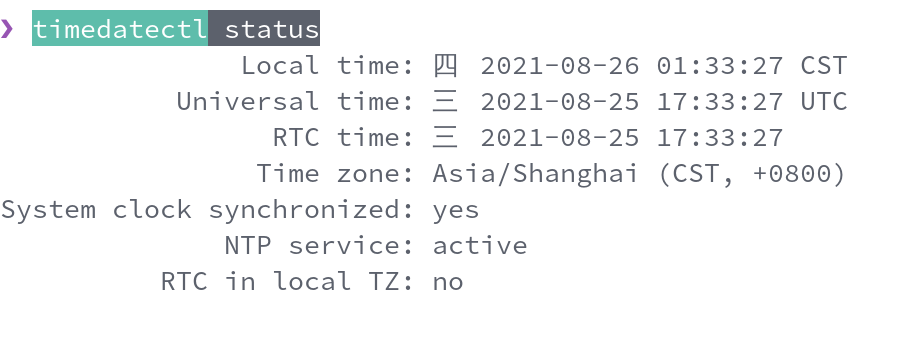 ❯ timedatectl status
Local time: 四 2021-08-26 01:33:27 CST
Universal time: 三 2021-08-25 17:33:27 UTC
RTC time: 三 2021-08-25 17:33:27
Time zone: Asia/Shanghai (CST, +0800)
System clock synchronized: yes
NTP service: active
RTC in local TZ: no